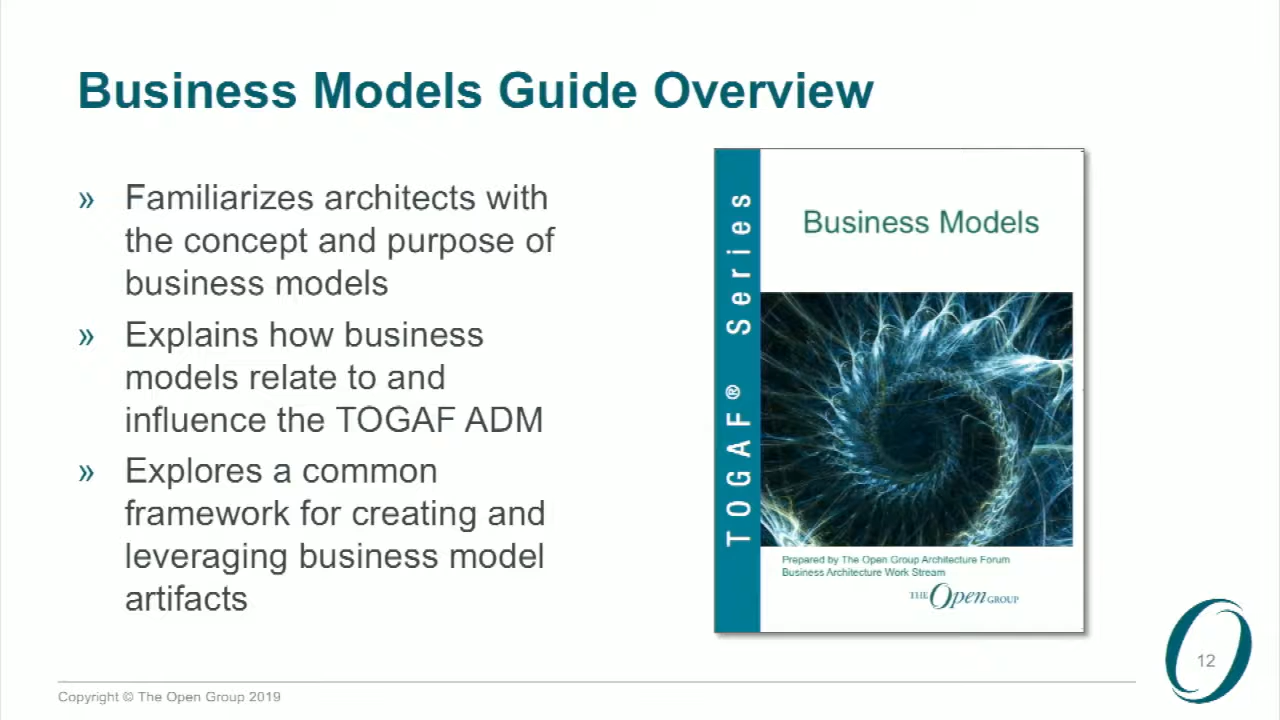 Business Models Guide Overview
» Familiarizes architects with
the concept and purpose of
business models
» Explains how business
models relate to and
influence the TOGAF ADM
» Explores a common
framework for creating and
leveraging business model
artifacts
TOGAF® Series
Business Models
Prepared by The Open Group Architecture Forum
Business Architecture Work Stream
THE Open GROUP
12
Copyright © The Open Group 2019